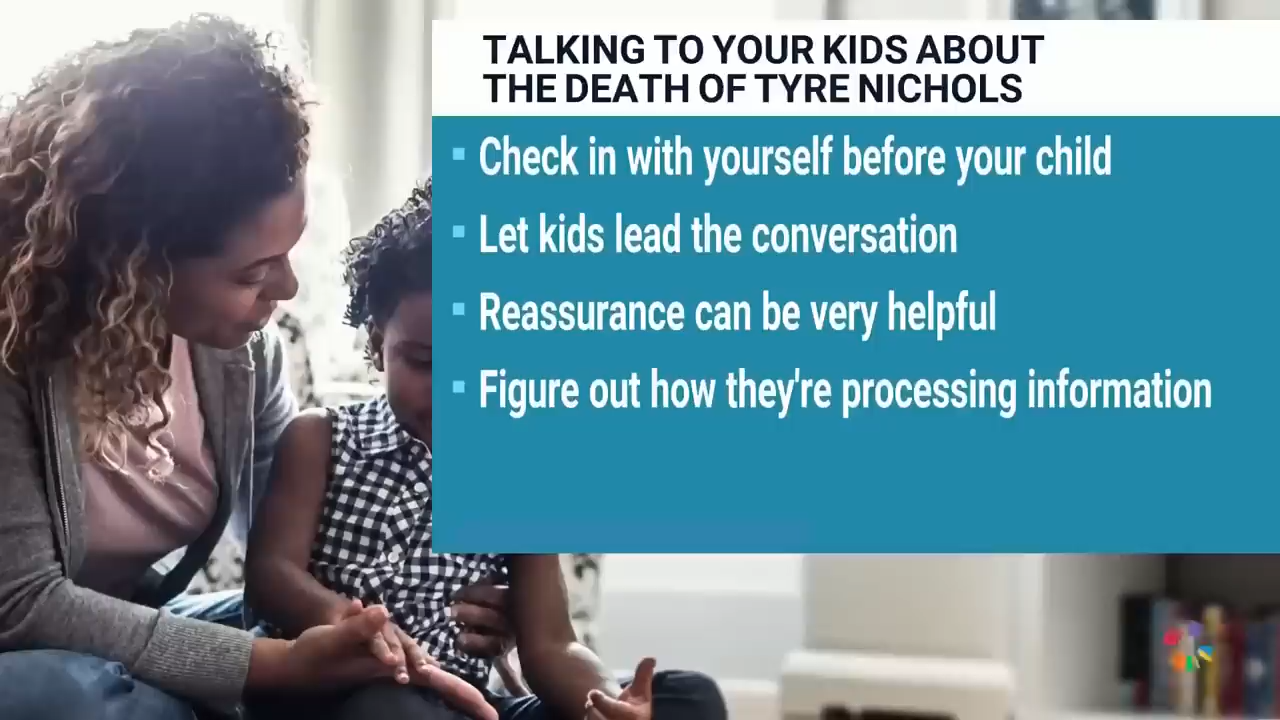 TALKING TO YOUR KIDS ABOUT
THE DEATH OF TYRE NICHOLS
Check in with yourself before your child
Let kids lead the conversation
Reassurance can be very helpful
Figure out how they're processing information